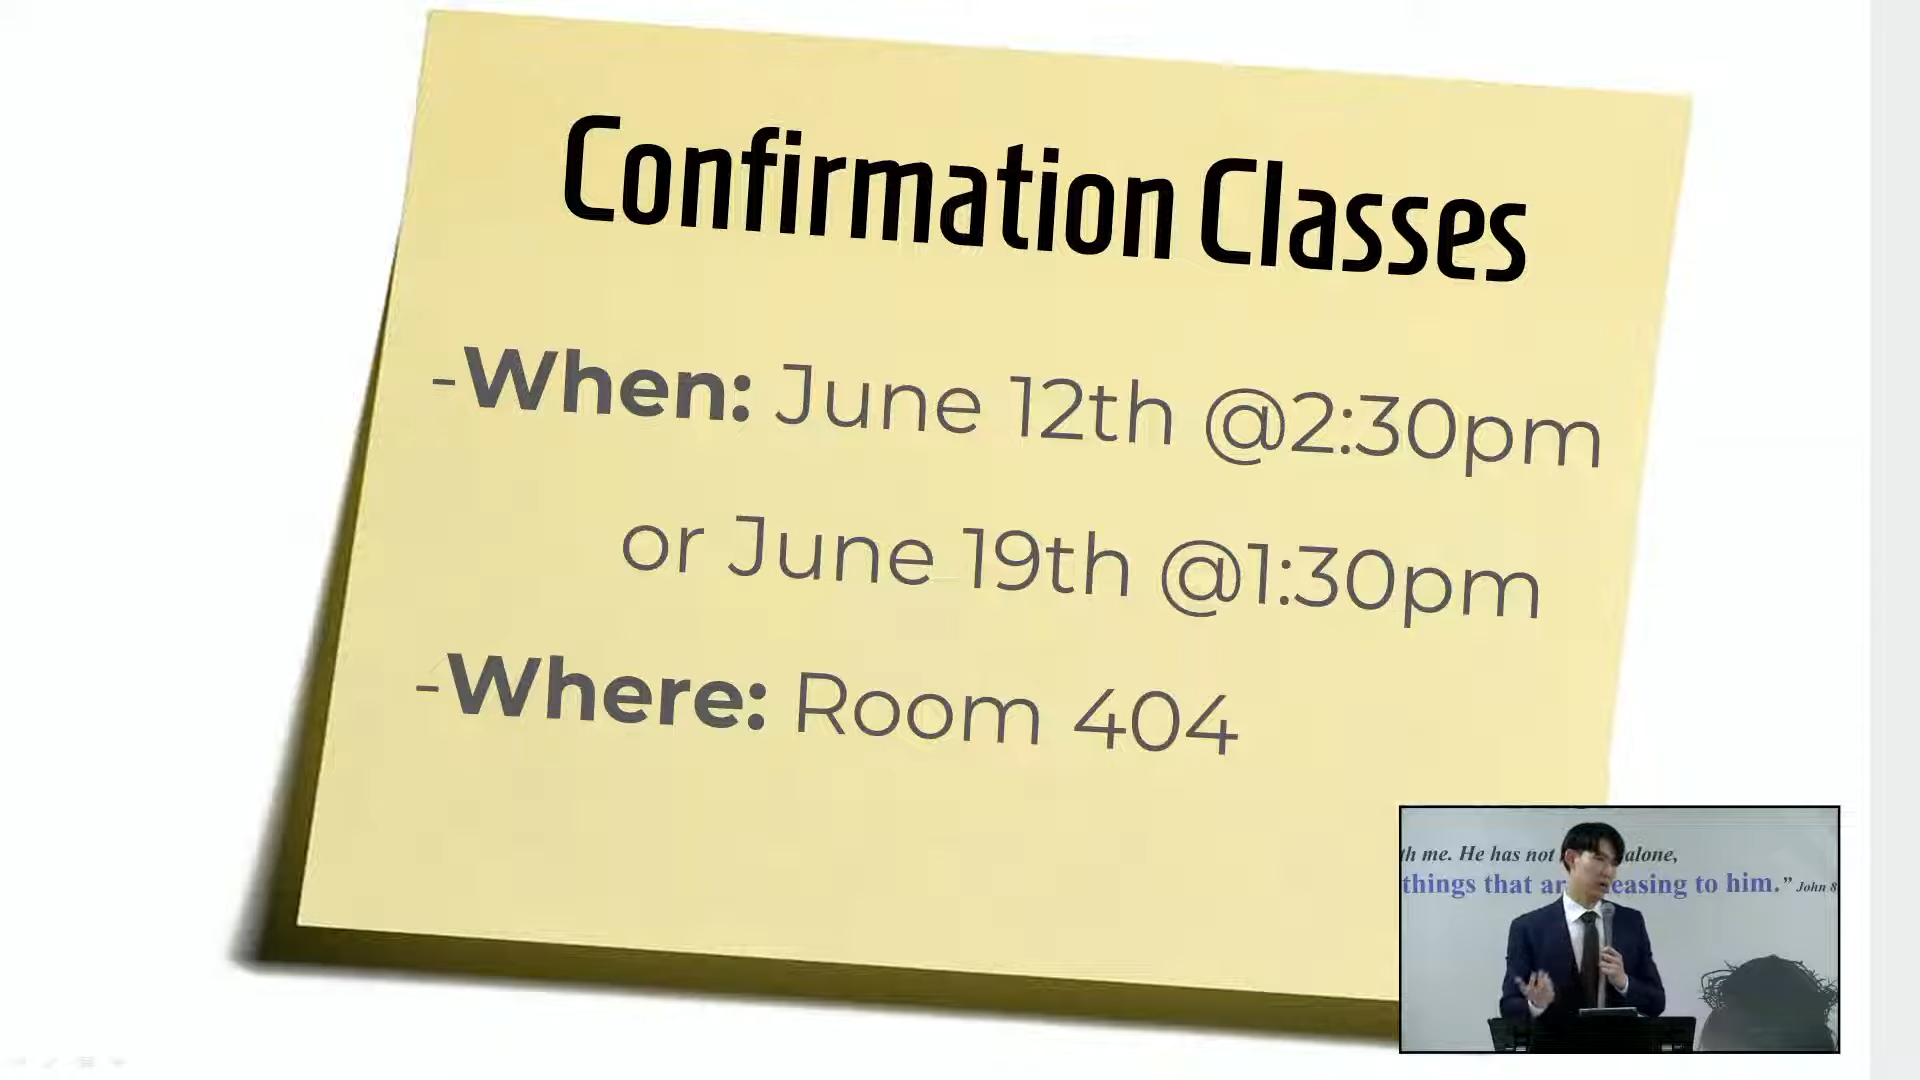 Confirmation Classes
-When: June 12th @2:30pm
or June 19th @1:30pm
-Where: Room 404
th me. He has not alone,
things that ar easing to him.” John 8